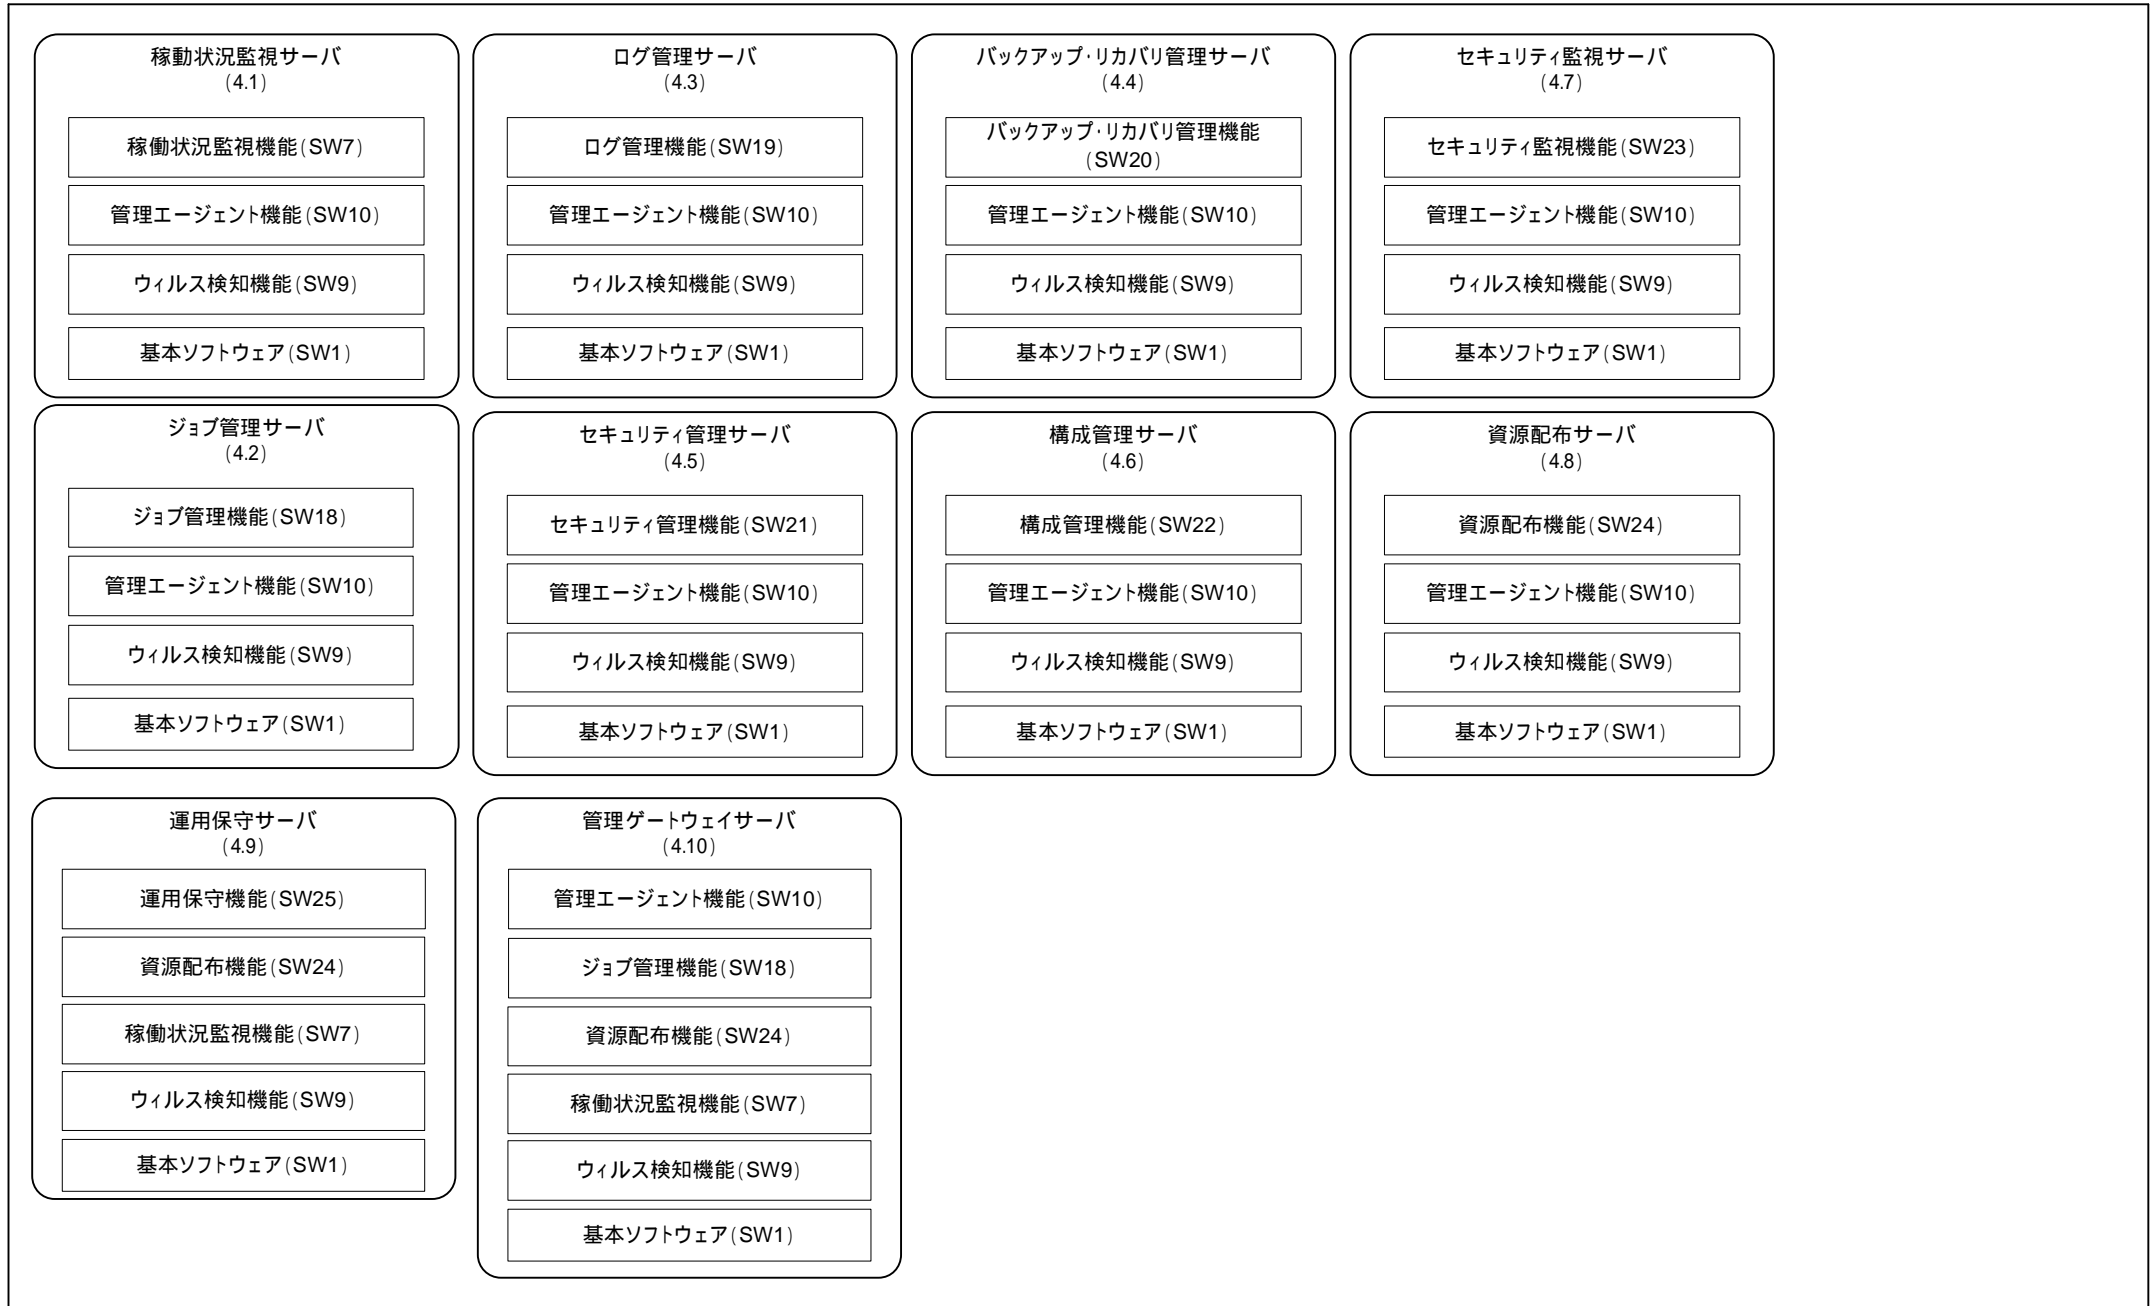 稼動状況監視サーバ
(4.1)
稼働状況監視機能(SW7)
管理エージェント機能(SW10)
ウィルス検知機能(SW9)
基本ソフトウェア(SW1)
ログ管理サーバ
(4.3)
ログ管理機能(SW19)
管理エージェント機能(SW10)
ウィルス検知機能(SW9)
基本ソフトウェア(SW1)
バックアップ・リカバリ管理サーバ
(4.4)
バックアップ・リカバリ管理機能
(SW20)
管理エージェント機能(SW10)
ウィルス検知機能(SW9)
基本ソフトウェア(SW1)
セキュリティ監視サーバ
(4.7)
セキュリティ監視機能(SW23)
管理エージェント機能(SW10)
ウィルス検知機能(SW9)
基本ソフトウェア(SW1)
ジョブ管理サーバ
(4.2)
ジョブ管理機能(SW18)
管理エージェント機能(SW10)
ウィルス検知機能(SW9)
基本ソフトウェア(SW1)
セキュリティ管理サーバ
(4.5)
セキュリティ管理機能(SW21)
管理エージェント機能(SW10)
ウィルス検知機能(SW9)
基本ソフトウェア(SW1)
構成管理サーバ
(4.6)
構成管理機能(SW22)
管理エージェント機能(SW10)
ウィルス検知機能(SW9)
基本ソフトウェア(SW1)
資源配布サーバ
(4.8)
資源配布機能(SW24)
管理エージェント機能(SW10)
ウィルス検知機能(SW9)
基本ソフトウェア(SW1)
運用保守サーバ
(4.9)
運用保守機能(SW25)
資源配布機能(SW24)
稼働状況監視機能(SW7)
ウィルス検知機能(SW9)
基本ソフトウェア(SW1)
管理ゲートウェイサーバ
(4.10)
管理エージェント機能(SW10)
ジョブ管理機能(SW18)
資源配布機能(SW24)
稼働状況監視機能(SW7)
ウィルス検知機能(SW9)
基本ソフトウェア(SW1)